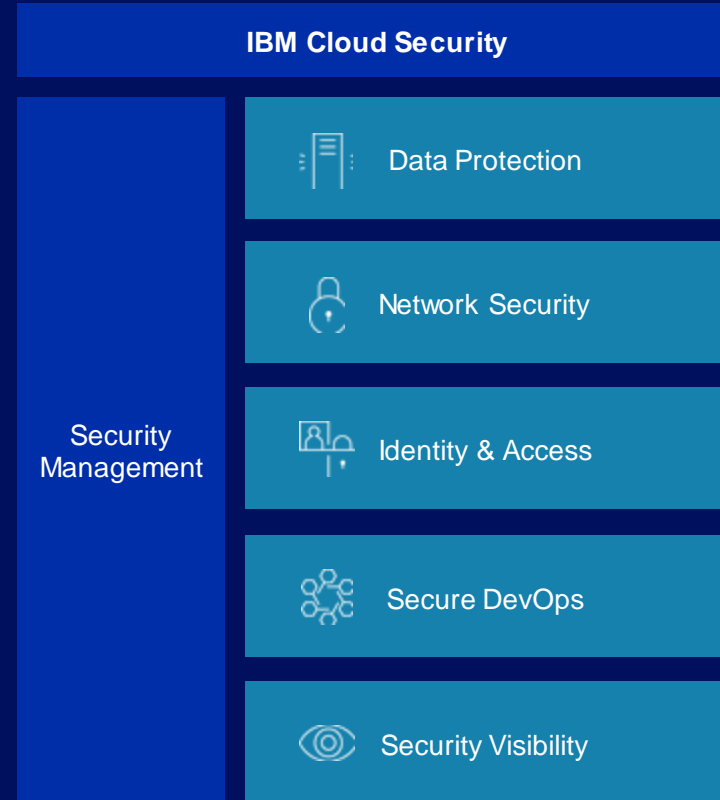 IBM Cloud Security
Data Protection
Network Security
Security
Management
Identity & Access
Secure DevOps
Security Visibility